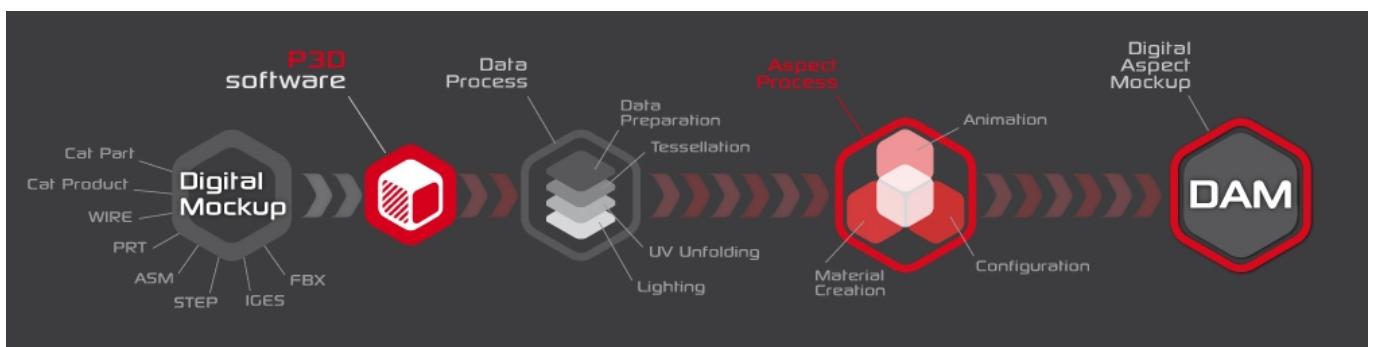 P3D
software
Data
Process
Aspect
Process
Digital
Aspect
Mockup
Cat Part
Cat Product
WIRE
PRT
ASM
STEP
IGES
FBX
Digital
Mockup
Data
Preparation
Tessellation
UV Unfolding
Lighting
Animation
Material
Creation
Configuration
DAM